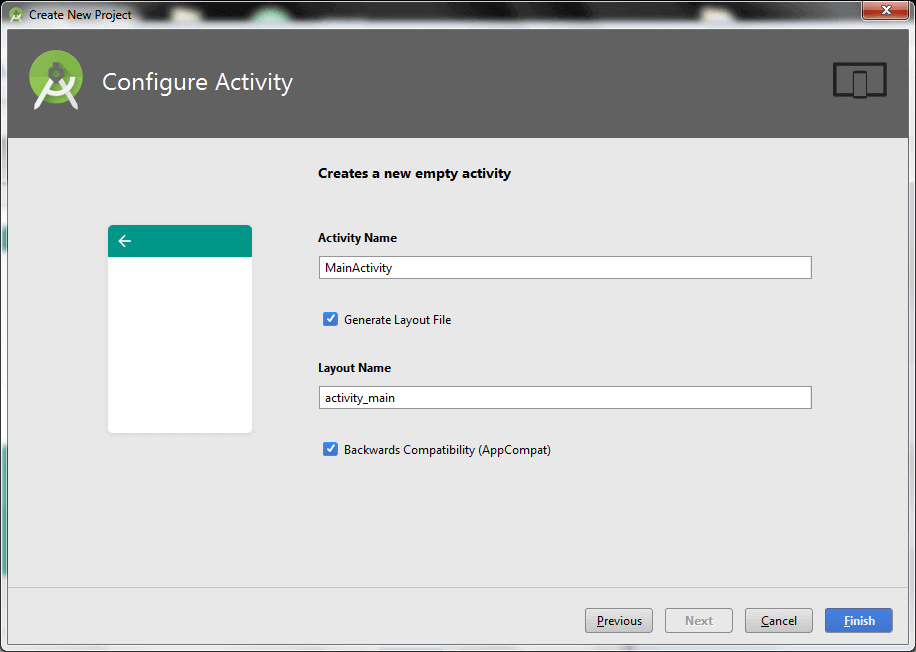 Create New Project
Configure Activity
Creates a new empty activity
Activity Name
MainActivity
Generate Layout File
Layout Name
activity_main
Backwards Compatibility (AppCompat)
Previous Next Cancel Finish